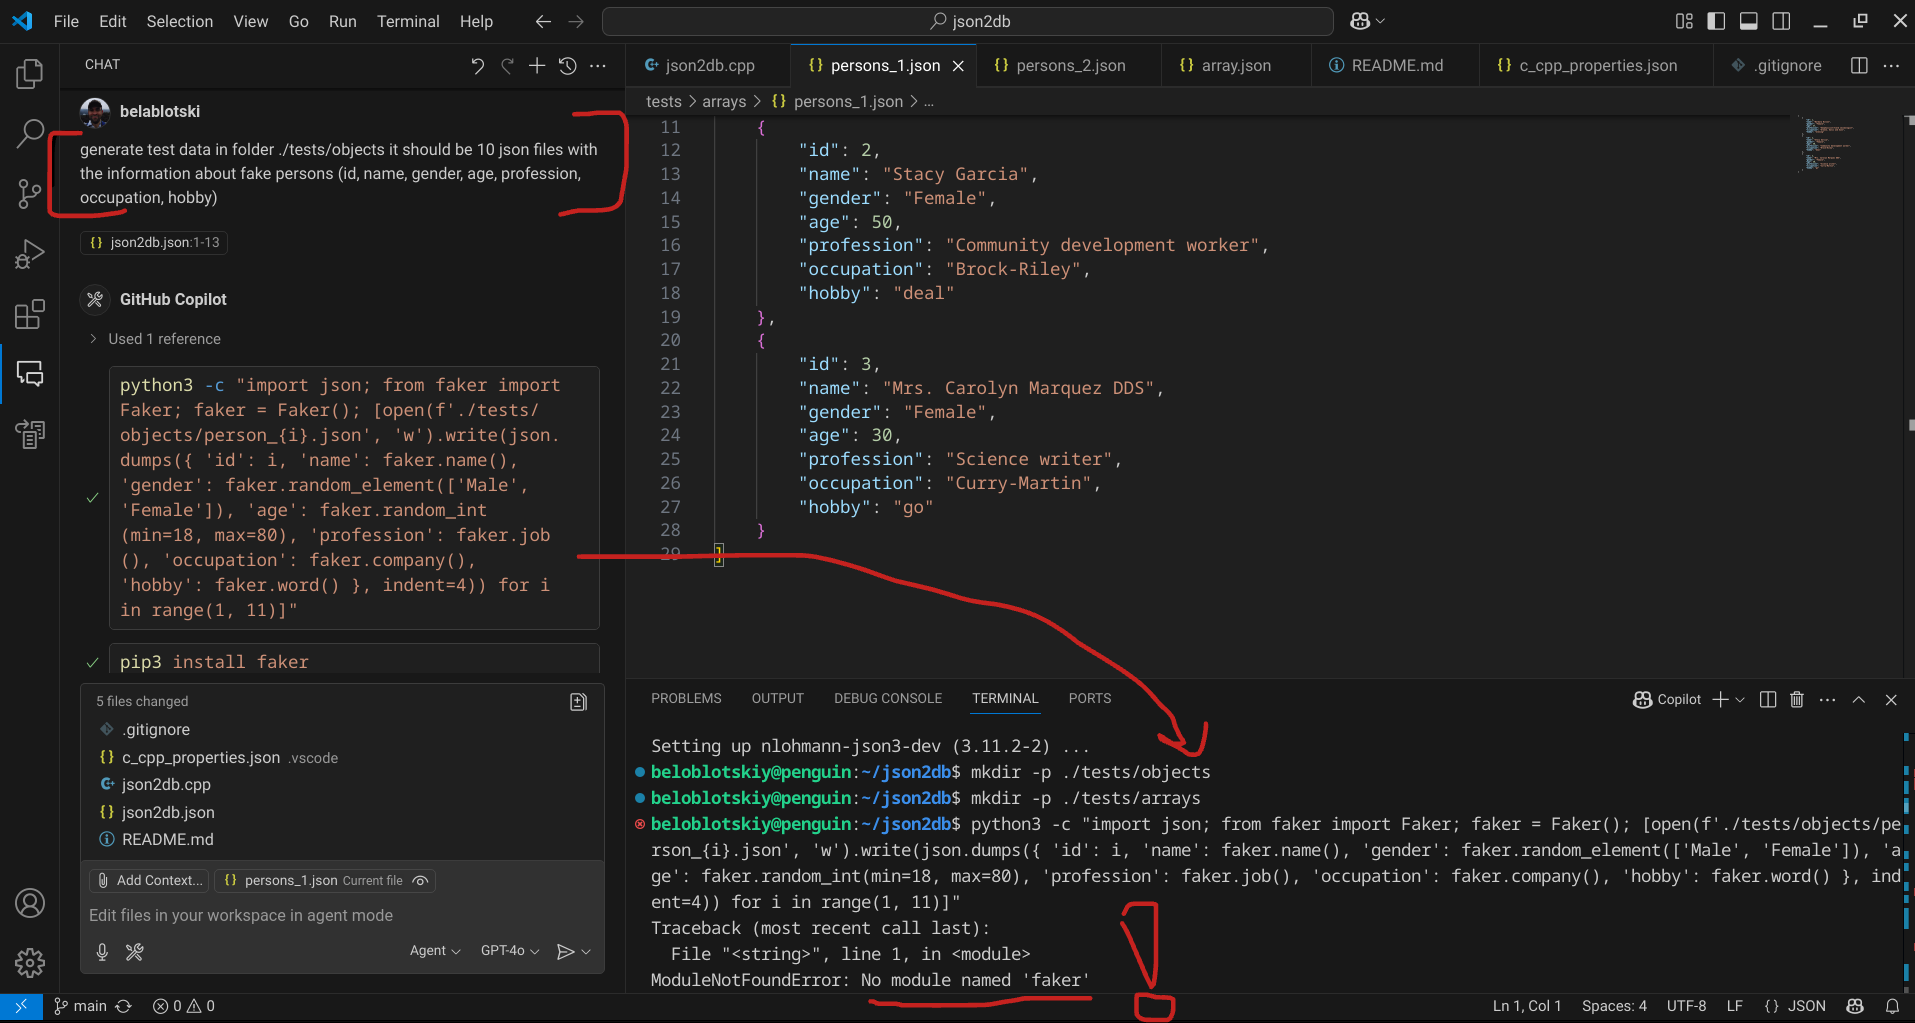 File Edit Selection View Go Run Terminal Help json2db
CHAT
belablotski
generate test data in folder ./tests/objects it should be 10 json files with
the information about fake persons (id, name, gender, age, profession,
occupation, hobby)
{} json2db.json:1-13
GitHub Copilot
Used 1 reference
python3 -c "import json; from faker import
Faker; faker = Faker(); [open(f'./tests/
objects/person_{i}.json', 'w').write(json.
dumps({ 'id': i, 'name': faker.name(),
'gender': faker.random_element(['Male',
'Female']), 'age': faker.random_int
(min=18, max=80), 'profession': faker.job
(), 'occupation': faker.company(),
'hobby': faker.word() }, indent=4)) for i
in range(1, 11)]"
pip3 install faker
5 files changed
.gitignore
{} c_cpp_properties.json .vscode
json2db.cpp
{} json2db.json
README.md
Add Context... {} persons_1.json Current file
Edit files in your workspace in agent mode
Agent GPT-4o
json2db.cpp {} persons_1.json {} persons_2.json {} array.json README.md {} c_cpp_properties.json .gitignore
tests > arrays > {} persons_1.json > ...
11 {
12 "id": 2,
13 "name": "Stacy Garcia",
14 "gender": "Female",
15 "age": 50,
16 "profession": "Community development worker",
17 "occupation": "Brock-Riley",
18 "hobby": "deal"
19 },
20 {
21 "id": 3,
22 "name": "Mrs. Carolyn Marquez DDS",
23 "gender": "Female",
24 "age": 30,
25 "profession": "Science writer",
26 "occupation": "Curry-Martin",
27 "hobby": "go"
28 }
29 ]
PROBLEMS OUTPUT DEBUG CONSOLE TERMINAL PORTS Copilot
Setting up nlohmann-json3-dev (3.11.2-2) ...
beloblotskiy@penguin:~/json2db$ mkdir -p ./tests/objects
beloblotskiy@penguin:~/json2db$ mkdir -p ./tests/arrays
beloblotskiy@penguin:~/json2db$ python3 -c "import json; from faker import Faker; faker = Faker(); [open(f'./tests/objects/pe
rson_{i}.json', 'w').write(json.dumps({ 'id': i, 'name': faker.name(), 'gender': faker.random_element(['Male', 'Female']), 'a
ge': faker.random_int(min=18, max=80), 'profession': faker.job(), 'occupation': faker.company(), 'hobby': faker.word() }, ind
ent=4)) for i in range(1, 11)]"
Traceback (most recent call last):
File "<string>", line 1, in <module>
ModuleNotFoundError: No module named 'faker'
main 0 0 Ln 1, Col 1 Spaces: 4 UTF-8 LF {} JSON